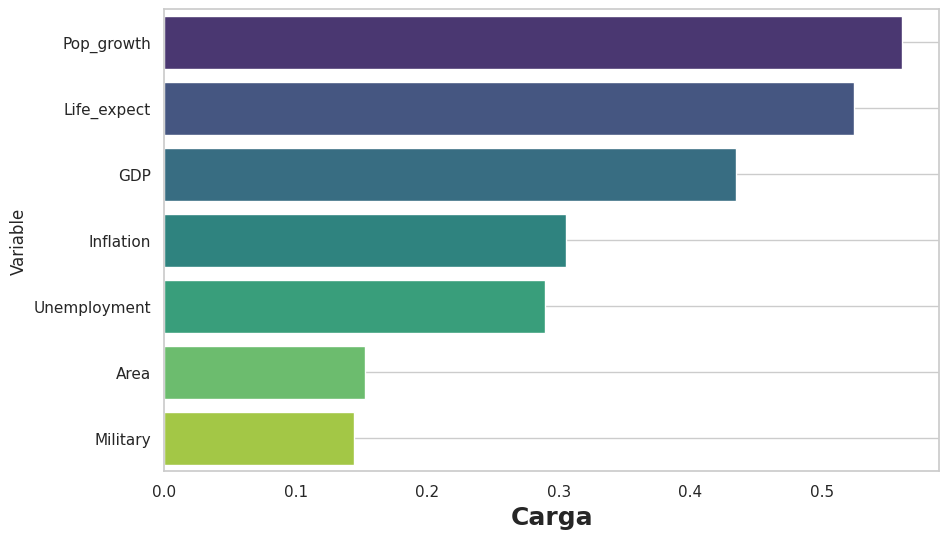 Pop_growth
Life_expect
GDP
Inflation
Unemployment
Area
Military
Variable
0.0 0.1 0.2 0.3 0.4 0.5
Carga